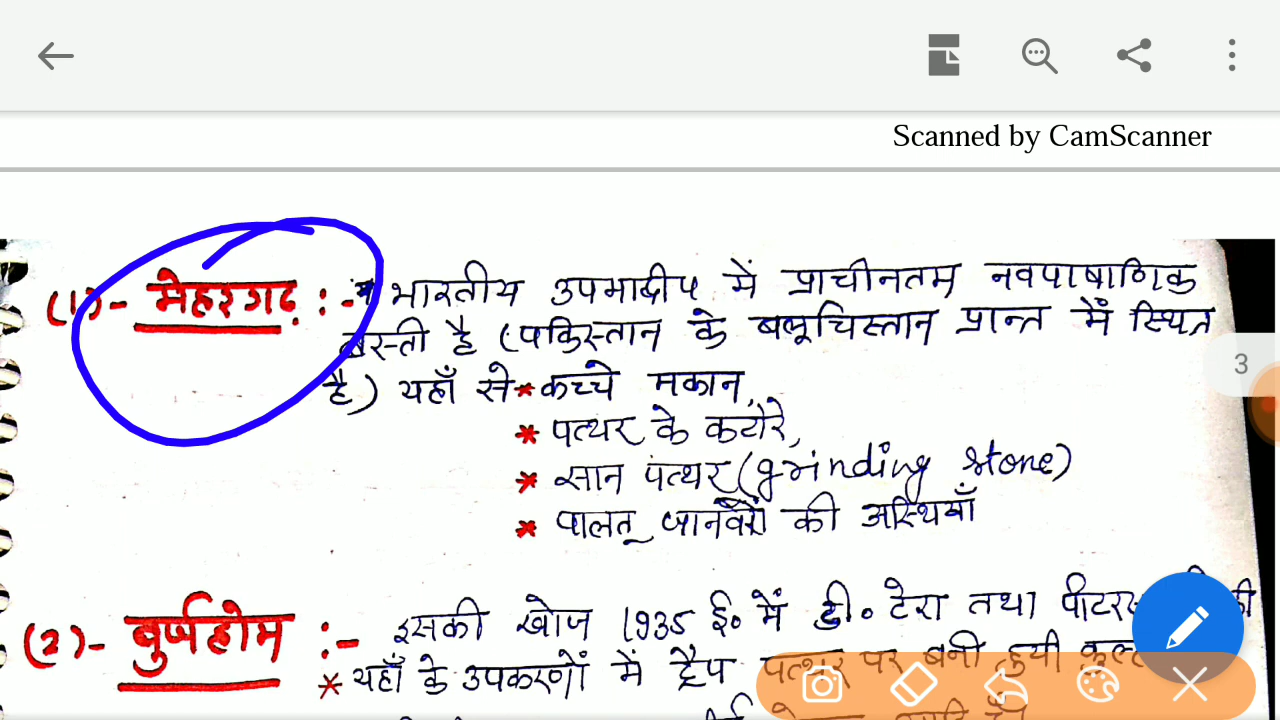 Scanned by CamScanner
(1)- मेहरगढ़ :- भारतीय उपमाद्वीप में प्राचीनतम नवपाषाणिक
बस्ती है (पकिस्तान के बलूचिस्तान प्रान्त में स्थित
है) यहाँ से * कच्चे मकान,
* पत्थर के कटोरे,
* सान पत्थर (grinding stone)
* पालतू जानवरों की अस्थियाँ
3
(2)- बुर्जहोम :- इसकी खोज 1935 ई० में डी० टेरा तथा
* यहाँ के उपकरणों में ट्रैप पत्थर पर बनी हुयी